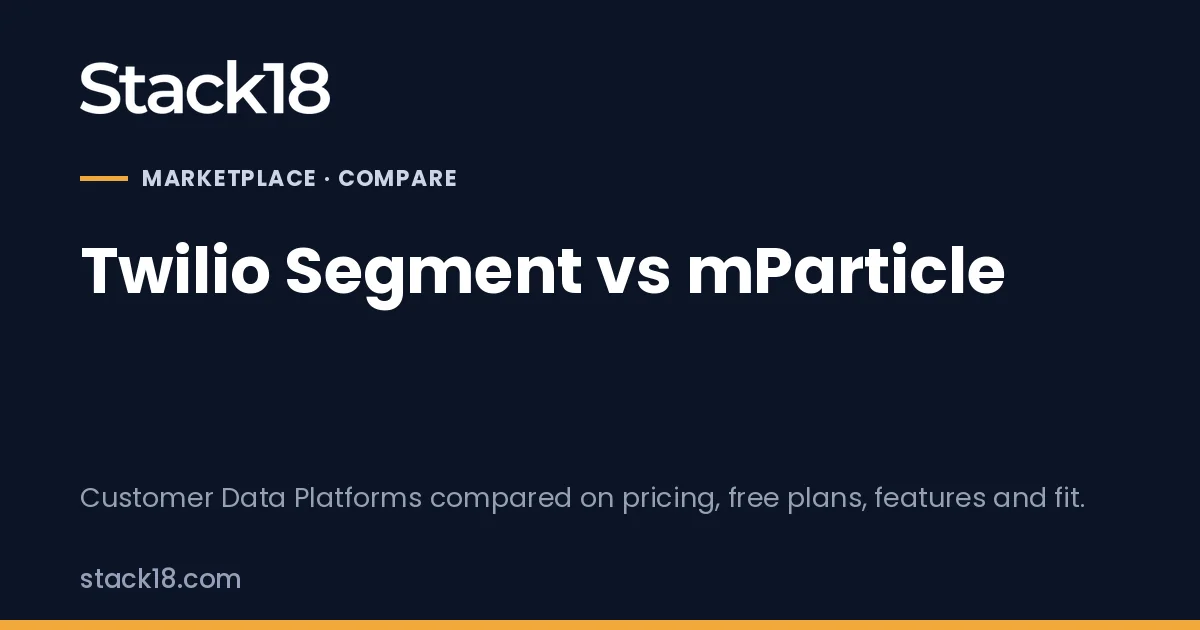 Stack18
MARKETPLACE · COMPARE
Twilio Segment vs mParticle
Customer Data Platforms compared on pricing, free plans, features and fit.
stack18.com